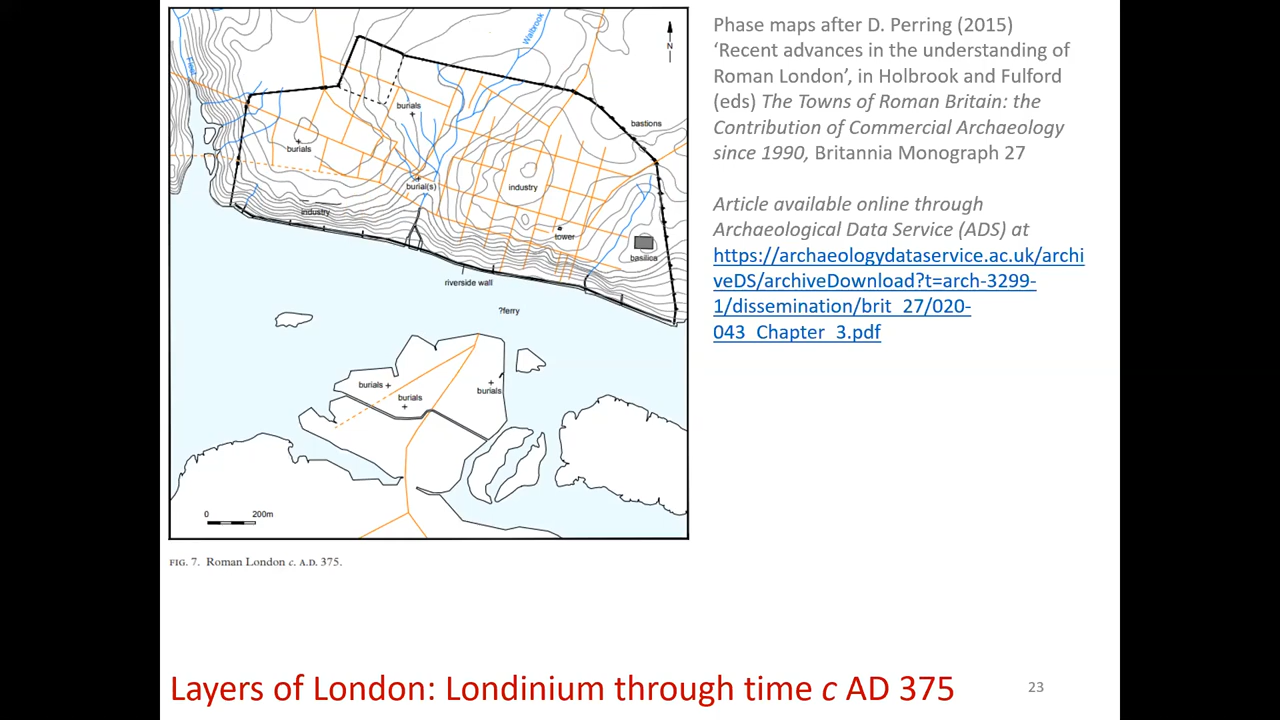 Fleet
Walbrook
N
burials
bastions
burials
burial(s)
industry
industry
tower
basilica
riverside wall
?ferry
burials
burials
burials
0 200m
FIG. 7. Roman London c. A.D. 375.
Phase maps after D. Perring (2015)
‘Recent advances in the understanding of
Roman London’, in Holbrook and Fulford
(eds) The Towns of Roman Britain: the
Contribution of Commercial Archaeology
since 1990, Britannia Monograph 27
Article available online through
Archaeological Data Service (ADS) at
https://archaeologydataservice.ac.uk/archi
veDS/archiveDownload?t=arch-3299-
1/dissemination/brit_27/020-
043_Chapter_3.pdf
Layers of London: Londinium through time c AD 375
23